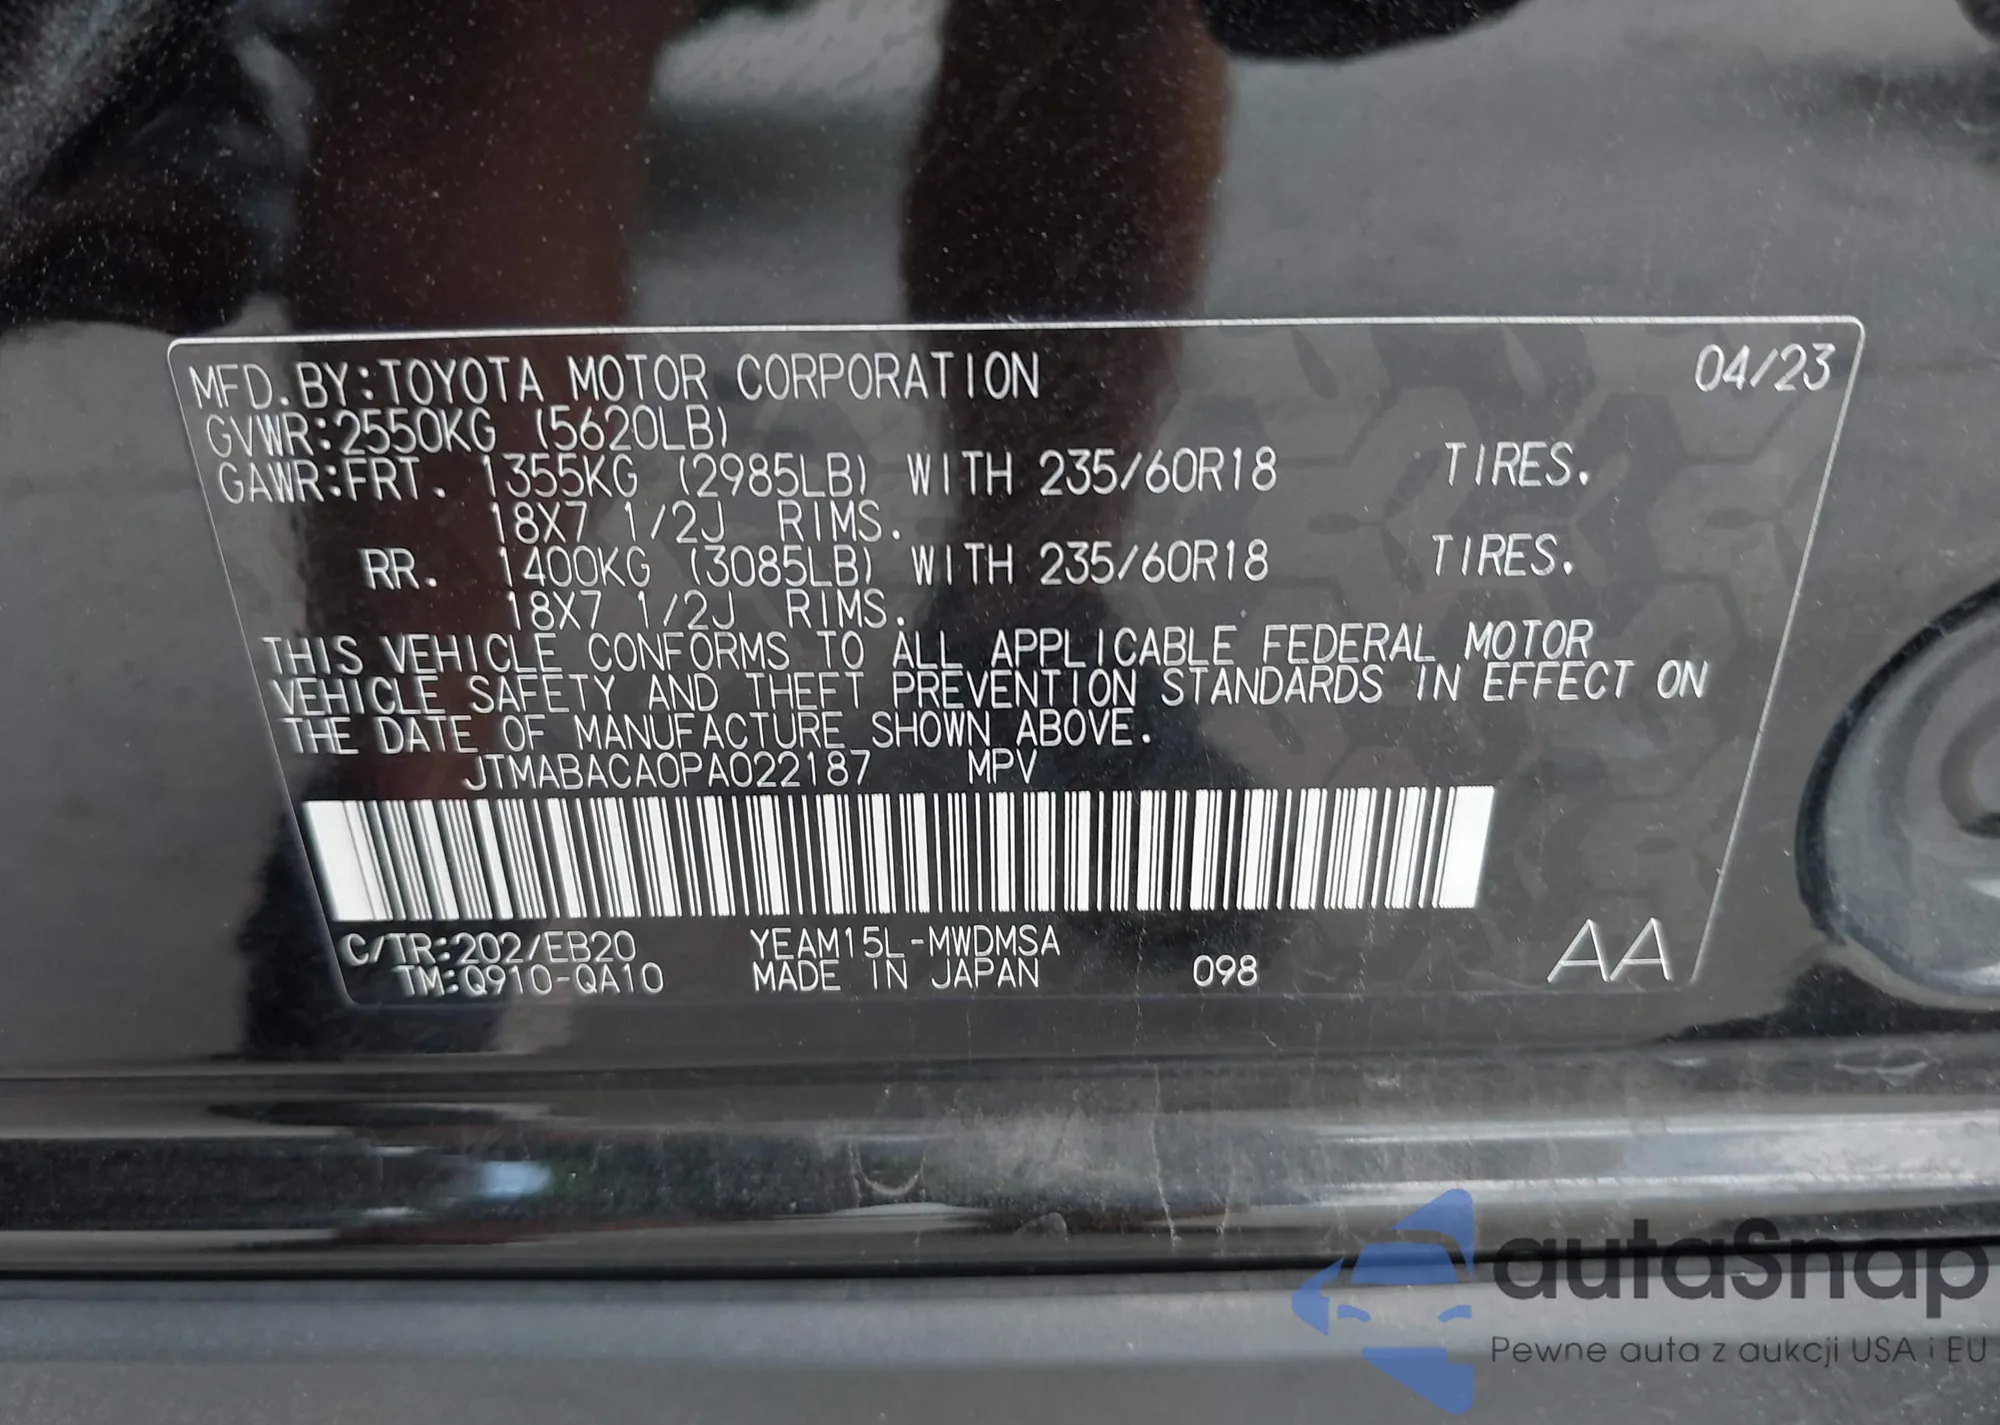 MFD. BY:TOYOTA MOTOR CORPORATION 04/23
GVWR:2550KG (5620LB)
GAWR:FRT. 1355KG (2985LB) WITH 235/60R18 TIRES.
18X7 1/2J RIMS.
RR. 1400KG (3085LB) WITH 235/60R18 TIRES.
18X7 1/2J RIMS.
THIS VEHICLE CONFORMS TO ALL APPLICABLE FEDERAL MOTOR
VEHICLE SAFETY AND THEFT PREVENTION STANDARDS IN EFFECT ON
THE DATE OF MANUFACTURE SHOWN ABOVE.
JTMABACA0PA022187 MPV
C/TR:202/EB20 YEAM15L-MWDMSA
TM:Q910-QA10 MADE IN JAPAN 098 AA
autaSnap
Pewne auta z aukcji USA i EU